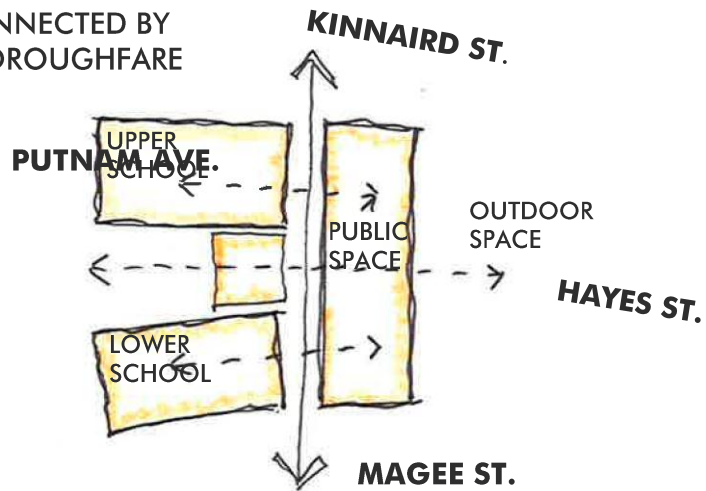 NNECTED BY
OROUGHFARE
KINNAIRD ST.
UPPER
SCHOOL
PUTNAM AVE.
PUBLIC
SPACE
OUTDOOR
SPACE
HAYES ST.
LOWER
SCHOOL
MAGEE ST.